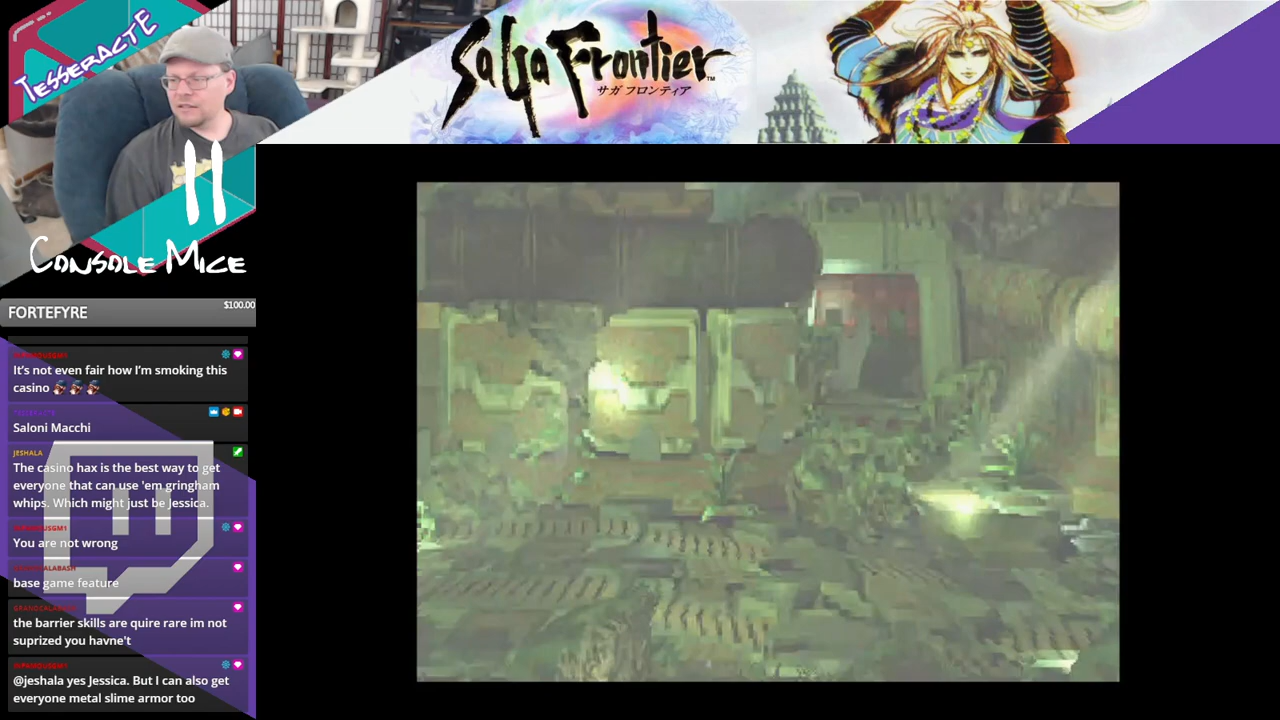 TESSERACTE
SaGa Frontier™
サガ フロンティア
II
CONSOLE MICE
FORTEFYRE
$100.00
It's not even fair how I'm smoking this
casino
TESSERACTE
Saloni Macchi
JESHALA
The casino hax is the best way to get
everyone that can use 'em gringham
whips. Which might just be Jessica.
You are not wrong
base game feature
the barrier skills are quire rare im not
suprized you havne't
@jeshala yes Jessica. But I can also get
everyone metal slime armor too